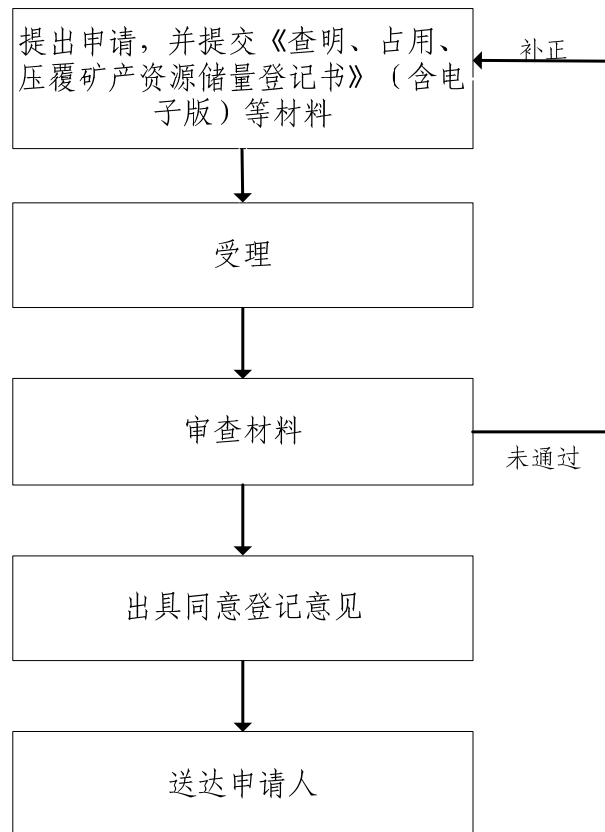 提出申请，并提交《查明、占用、
压覆矿产资源储量登记书》（含电
子版）等材料
补正
受理
审查材料
未通过
出具同意登记意见
送达申请人